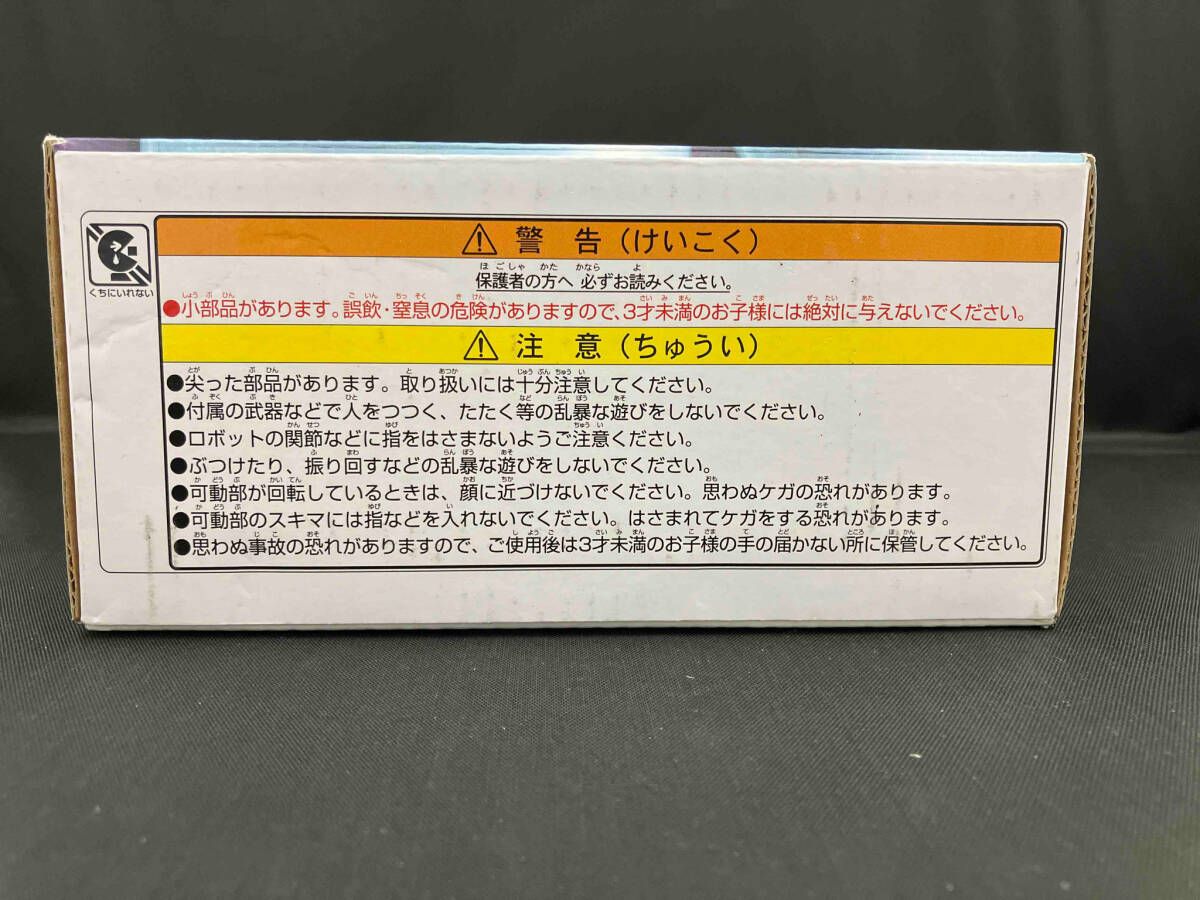 くちにいれない
⚠ 警告（けいこく）
保護者の方へ 必ずお読みください。
●小部品があります。誤飲・窒息の危険がありますので、3才未満のお子様には絶対に与えないでください。
⚠ 注意（ちゅうい）
●尖った部品があります。取り扱いには十分注意してください。
●付属の武器などで人をつつく、たたく等の乱暴な遊びをしないでください。
●ロボットの関節などに指をはさまないようご注意ください。
●ぶつけたり、振り回すなどの乱暴な遊びをしないでください。
●可動部が回転しているときは、顔に近づけないでください。思わぬケガの恐れがあります。
●可動部のスキマには指などを入れないでください。はさまれてケガをする恐れがあります。
●思わぬ事故の恐れがありますので、ご使用後は3才未満のお子様の手の届かない所に保管してください。